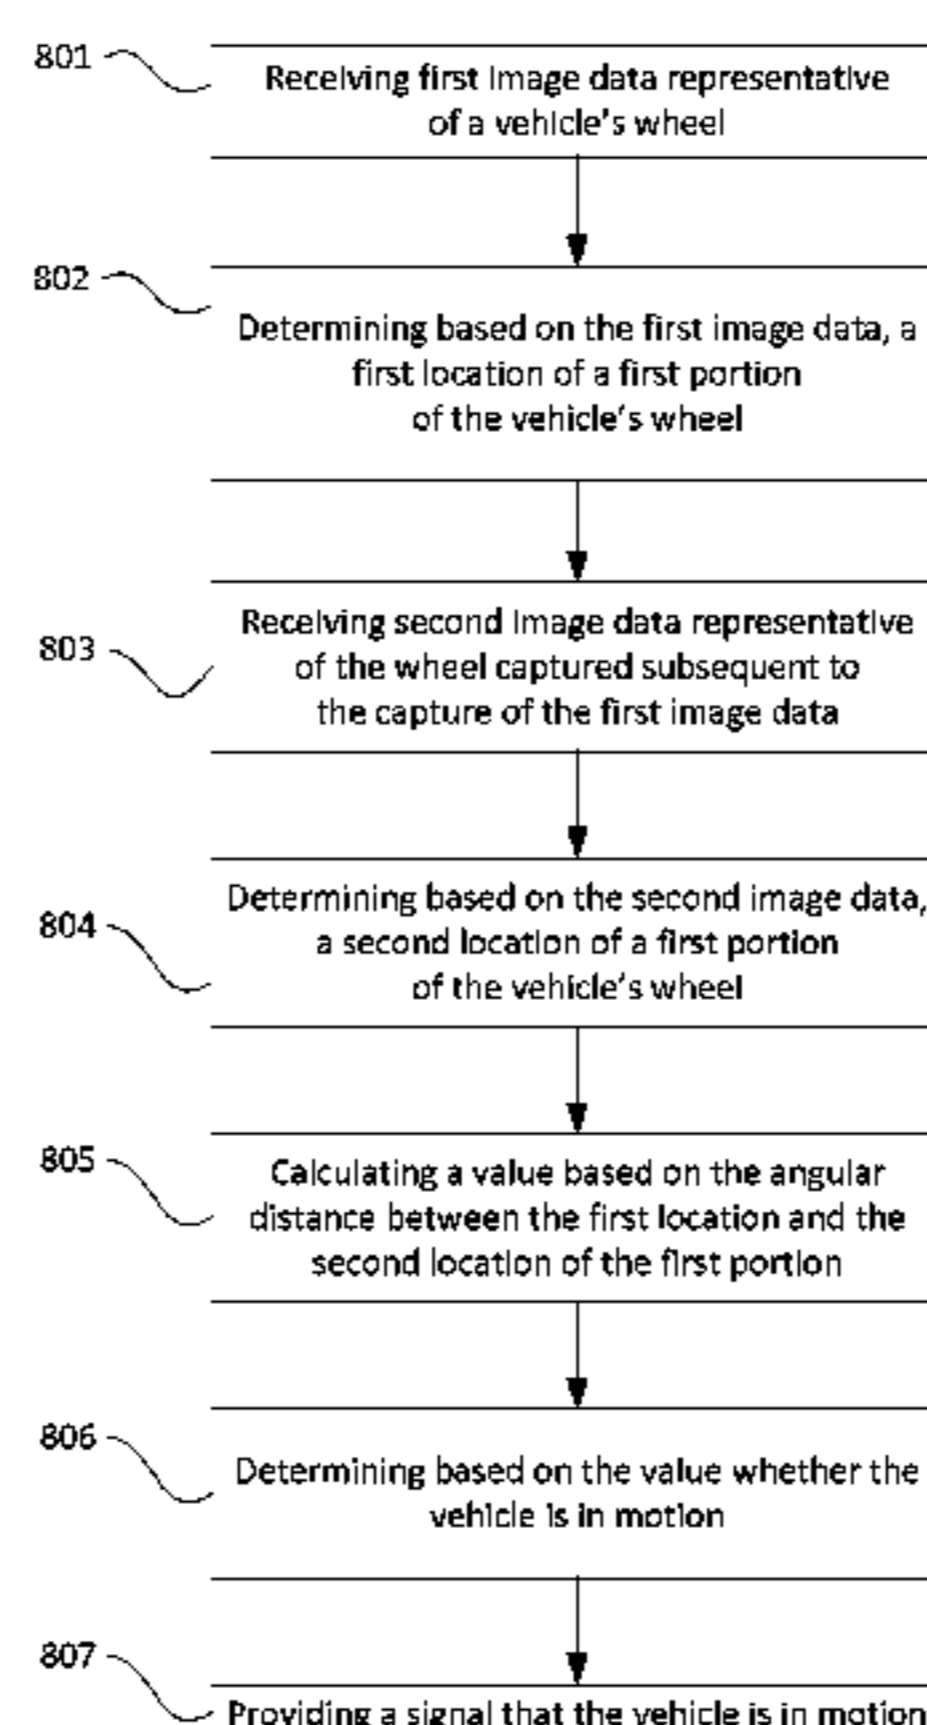 801
Receiving first image data representative
of a vehicle's wheel
802
Determining based on the first image data, a
first location of a first portion
of the vehicle's wheel
803
Receiving second image data representative
of the wheel captured subsequent to
the capture of the first image data
804
Determining based on the second image data,
a second location of a first portion
of the vehicle's wheel
805
Calculating a value based on the angular
distance between the first location and the
second location of the first portion
806
Determining based on the value whether the
vehicle is in motion
807
Providing a signal that the vehicle is in motion